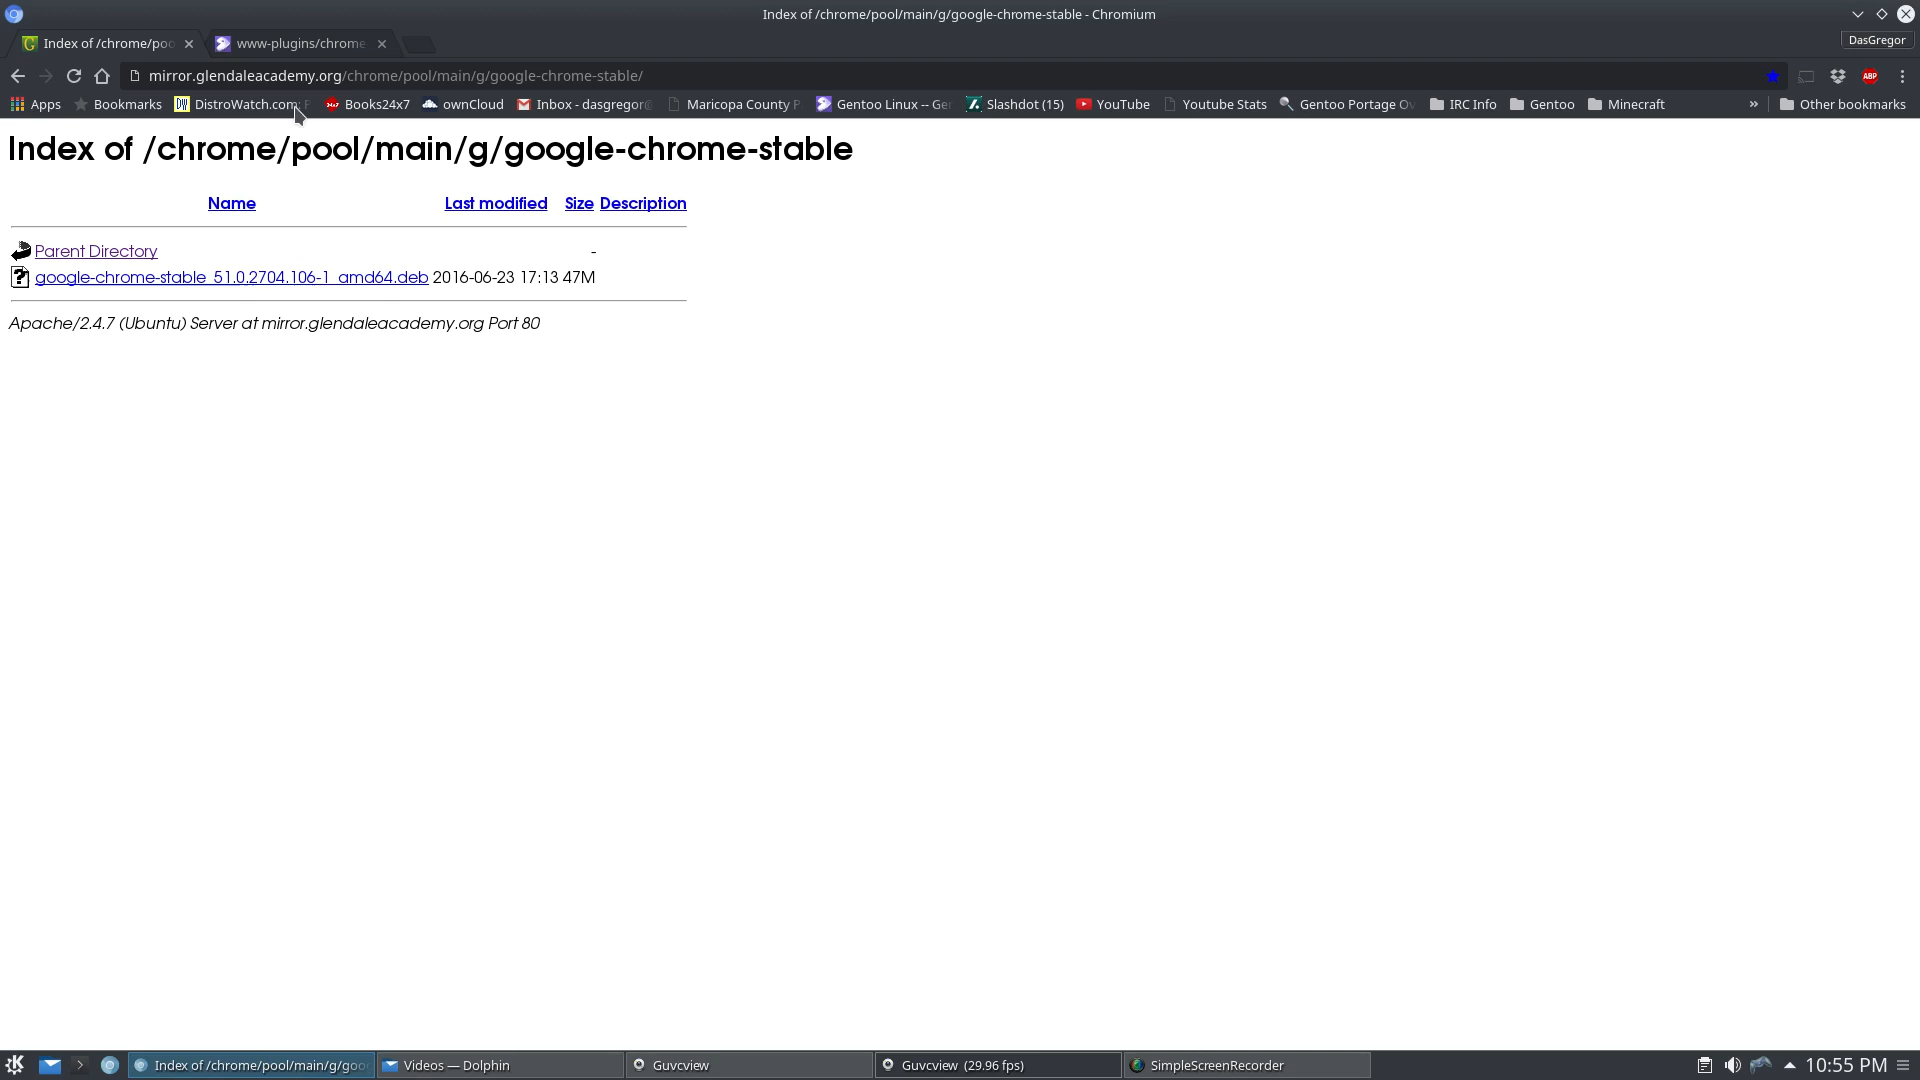 Index of /chrome/pool/main/g/google-chrome-stable - Chromium
Index of /chrome/poo www-plugins/chrome DasGregor
mirror.glendaleacademy.org/chrome/pool/main/g/google-chrome-stable/ ABP
Apps Bookmarks DW DistroWatch.com: F Books24x7 ownCloud Inbox - dasgregor@ Maricopa County P Gentoo Linux -- Ge Slashdot (15) YouTube Youtube Stats Gentoo Portage Ov IRC Info Gentoo Minecraft » Other bookmarks
Index of /chrome/pool/main/g/google-chrome-stable
Name Last modified Size Description
Parent Directory -
google-chrome-stable_51.0.2704.106-1_amd64.deb 2016-06-23 17:13 47M
Apache/2.4.7 (Ubuntu) Server at mirror.glendaleacademy.org Port 80
Index of /chrome/pool/main/g/goo Videos — Dolphin Guvcview Guvcview (29.96 fps) SimpleScreenRecorder 10:55 PM